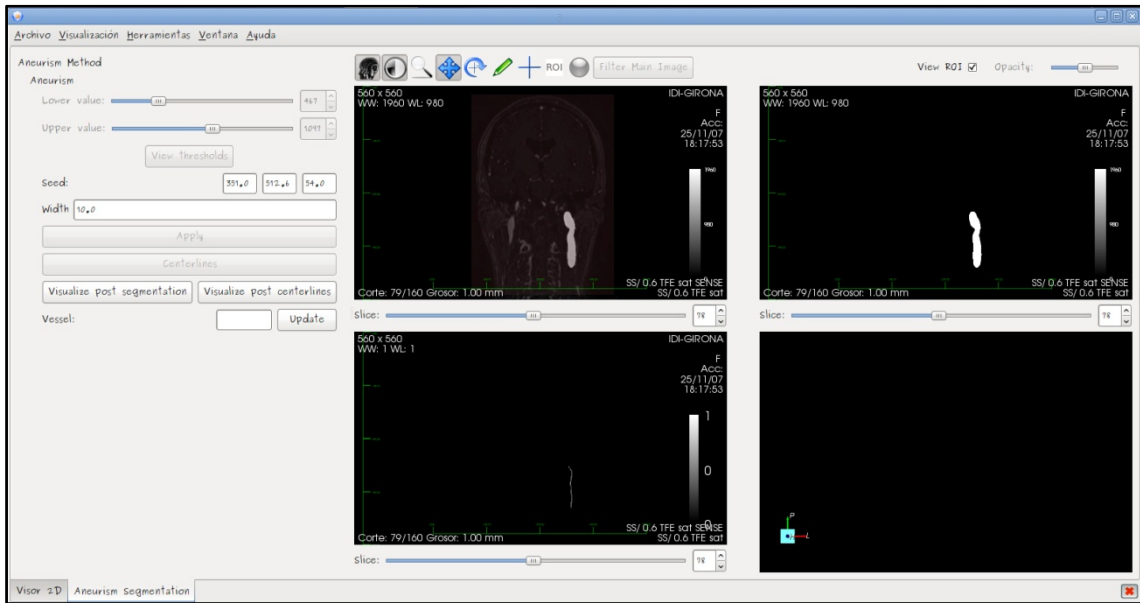 Archivo Visualización Herramientas Ventana Ayuda
Aneurism Method
Aneurism
Lower value: 467
Upper value: 1097
View thresholds
Seed: 351.0 512.6 54.0
Width 10.0
Apply
Centerlines
Visualize post segmentation Visualize post centerlines
Vessel: Update
ROI Filter Main Image View ROI Opacity:
560 x 560 IDI-GIRONA
WW: 1960 WL: 980
F
Acc:
25/11/07
18:17:53
1960
980
SS/ 0.6 TFE sat SENSE
Corte: 79/160 Grosor: 1.00 mm SS/ 0.6 TFE sat
Slice: 78
560 x 560 IDI-GIRONA
WW: 1960 WL: 980
F
Acc:
25/11/07
18:17:53
1960
980
SS/ 0.6 TFE sat SENSE
Corte: 79/160 Grosor: 1.00 mm SS/ 0.6 TFE sat
Slice: 78
560 x 560 IDI-GIRONA
WW: 1 WL: 1
F
Acc:
25/11/07
18:17:53
1
0
SS/ 0.6 TFE sat SENSE
Corte: 79/160 Grosor: 1.00 mm SS/ 0.6 TFE sat
Slice: 78
P
L
Visor 2D Aneurism Segmentation